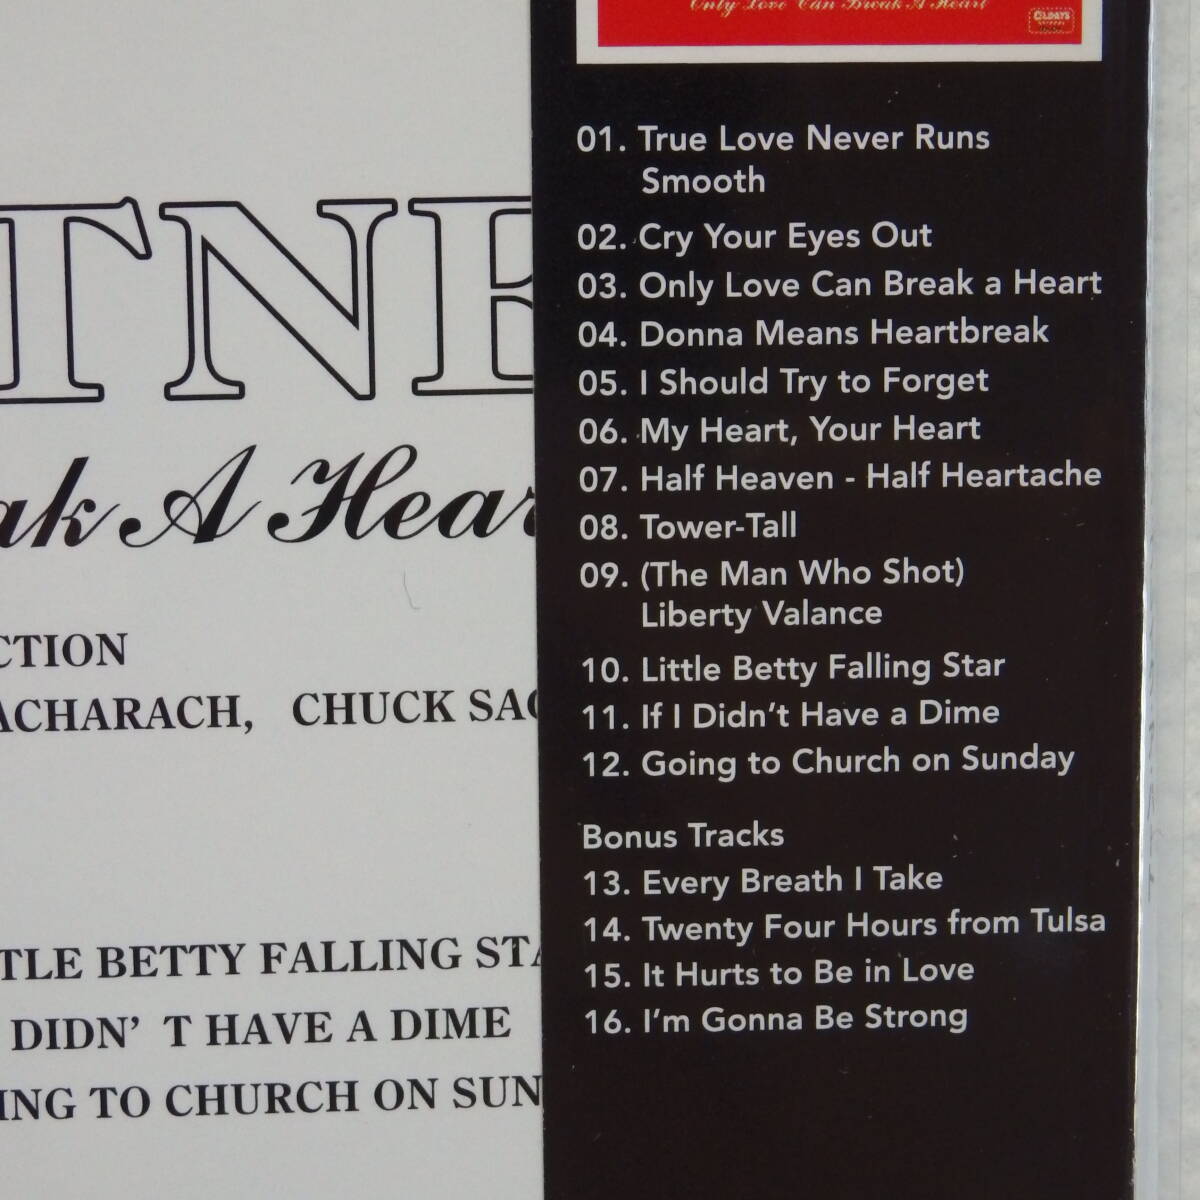 Only Love Can Break A Heart
OLDAYS
01. True Love Never Runs
Smooth
02. Cry Your Eyes Out
03. Only Love Can Break a Heart
04. Donna Means Heartbreak
05. I Should Try to Forget
06. My Heart, Your Heart
07. Half Heaven - Half Heartache
08. Tower-Tall
09. (The Man Who Shot)
Liberty Valance
10. Little Betty Falling Star
11. If I Didn't Have a Dime
12. Going to Church on Sunday
Bonus Tracks
13. Every Breath I Take
14. Twenty Four Hours from Tulsa
15. It Hurts to Be in Love
16. I'm Gonna Be Strong
TNE
ak A Hear
CTION
ACHARACH, CHUCK SAC
TLE BETTY FALLING STA
DIDN' T HAVE A DIME
ING TO CHURCH ON SUN